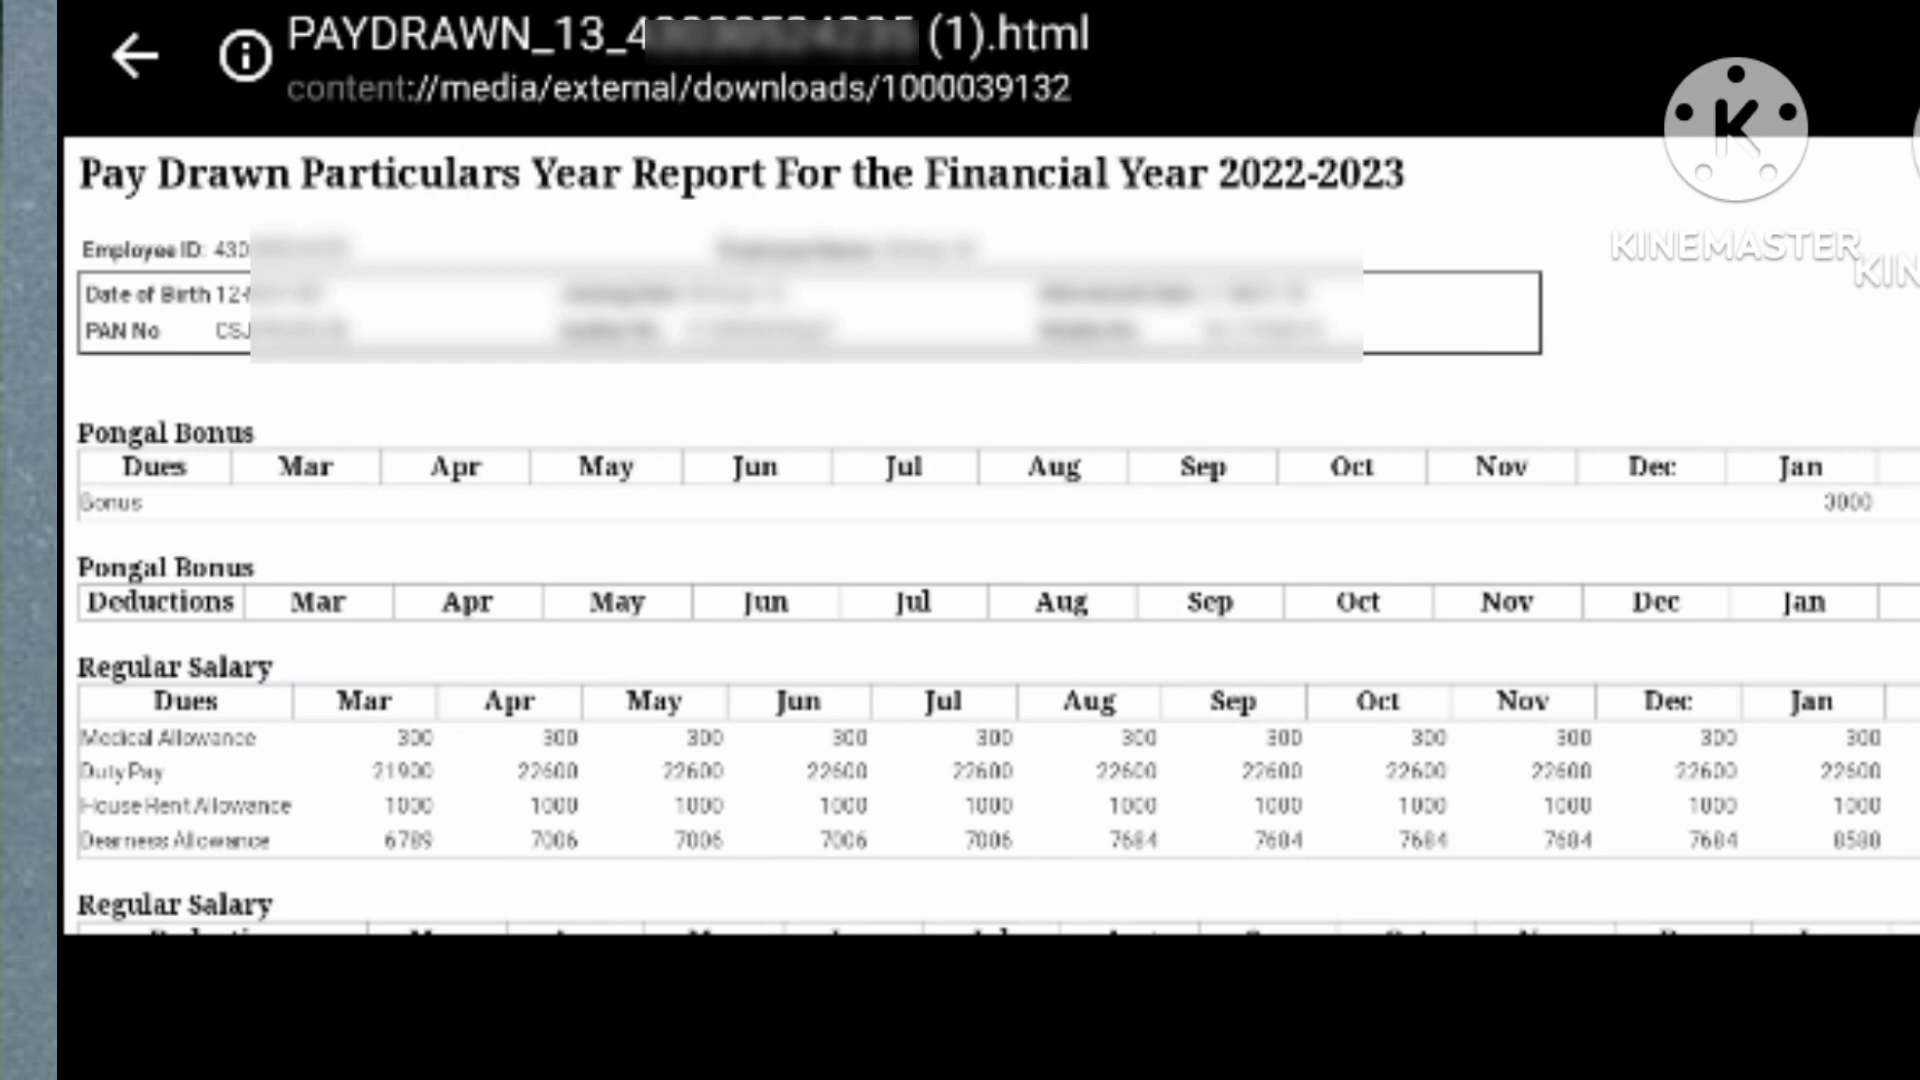 PAYDRAWN_13_4 (1).html
content://media/external/downloads/1000039132
KINEMASTER
KIN
Pay Drawn Particulars Year Report For the Financial Year 2022-2023
Employee ID: 430
Date of Birth 12-
PAN No CSJ
Pongal Bonus
Dues Mar Apr May Jun Jul Aug Sep Oct Nov Dec Jan
Bonus 3000
Pongal Bonus
Deductions Mar Apr May Jun Jul Aug Sep Oct Nov Dec Jan
Regular Salary
Dues Mar Apr May Jun Jul Aug Sep Oct Nov Dec Jan
Medical Allowance 300 300 300 300 300 300 300 300 300 300 300
Duty Pay 21900 22600 22600 22600 22600 22600 22600 22600 22600 22600 22600
House Rent Allowance 1000 1000 1000 1000 1000 1000 1000 1000 1000 1000 1000
Dearness Allowance 6789 7006 7006 7006 7006 7684 7684 7684 7684 7684 8588
Regular Salary